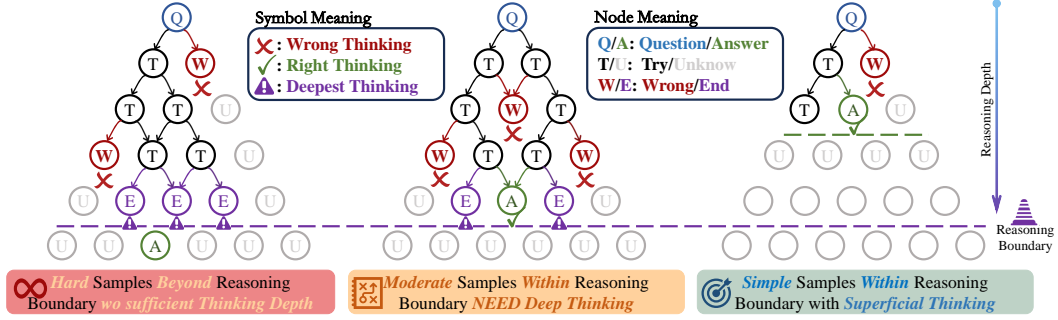 Q
T W
T T U
W T T U
U E E E U
U U A U U U
Symbol Meaning
: Wrong Thinking
: Right Thinking
: Deepest Thinking
Q
T T
T W T
W T T W
U E A E U
U U U U U U
Node Meaning
Q/A: Question/Answer
T/U: Try/Unknow
W/E: Wrong/End
Q
T W
T A U
U U U U
Reasoning Depth
Reasoning
Boundary
Hard Samples Beyond Reasoning
Boundary wo sufficient Thinking Depth
Moderate Samples Within Reasoning
Boundary NEED Deep Thinking
Simple Samples Within Reasoning
Boundary with Superficial Thinking